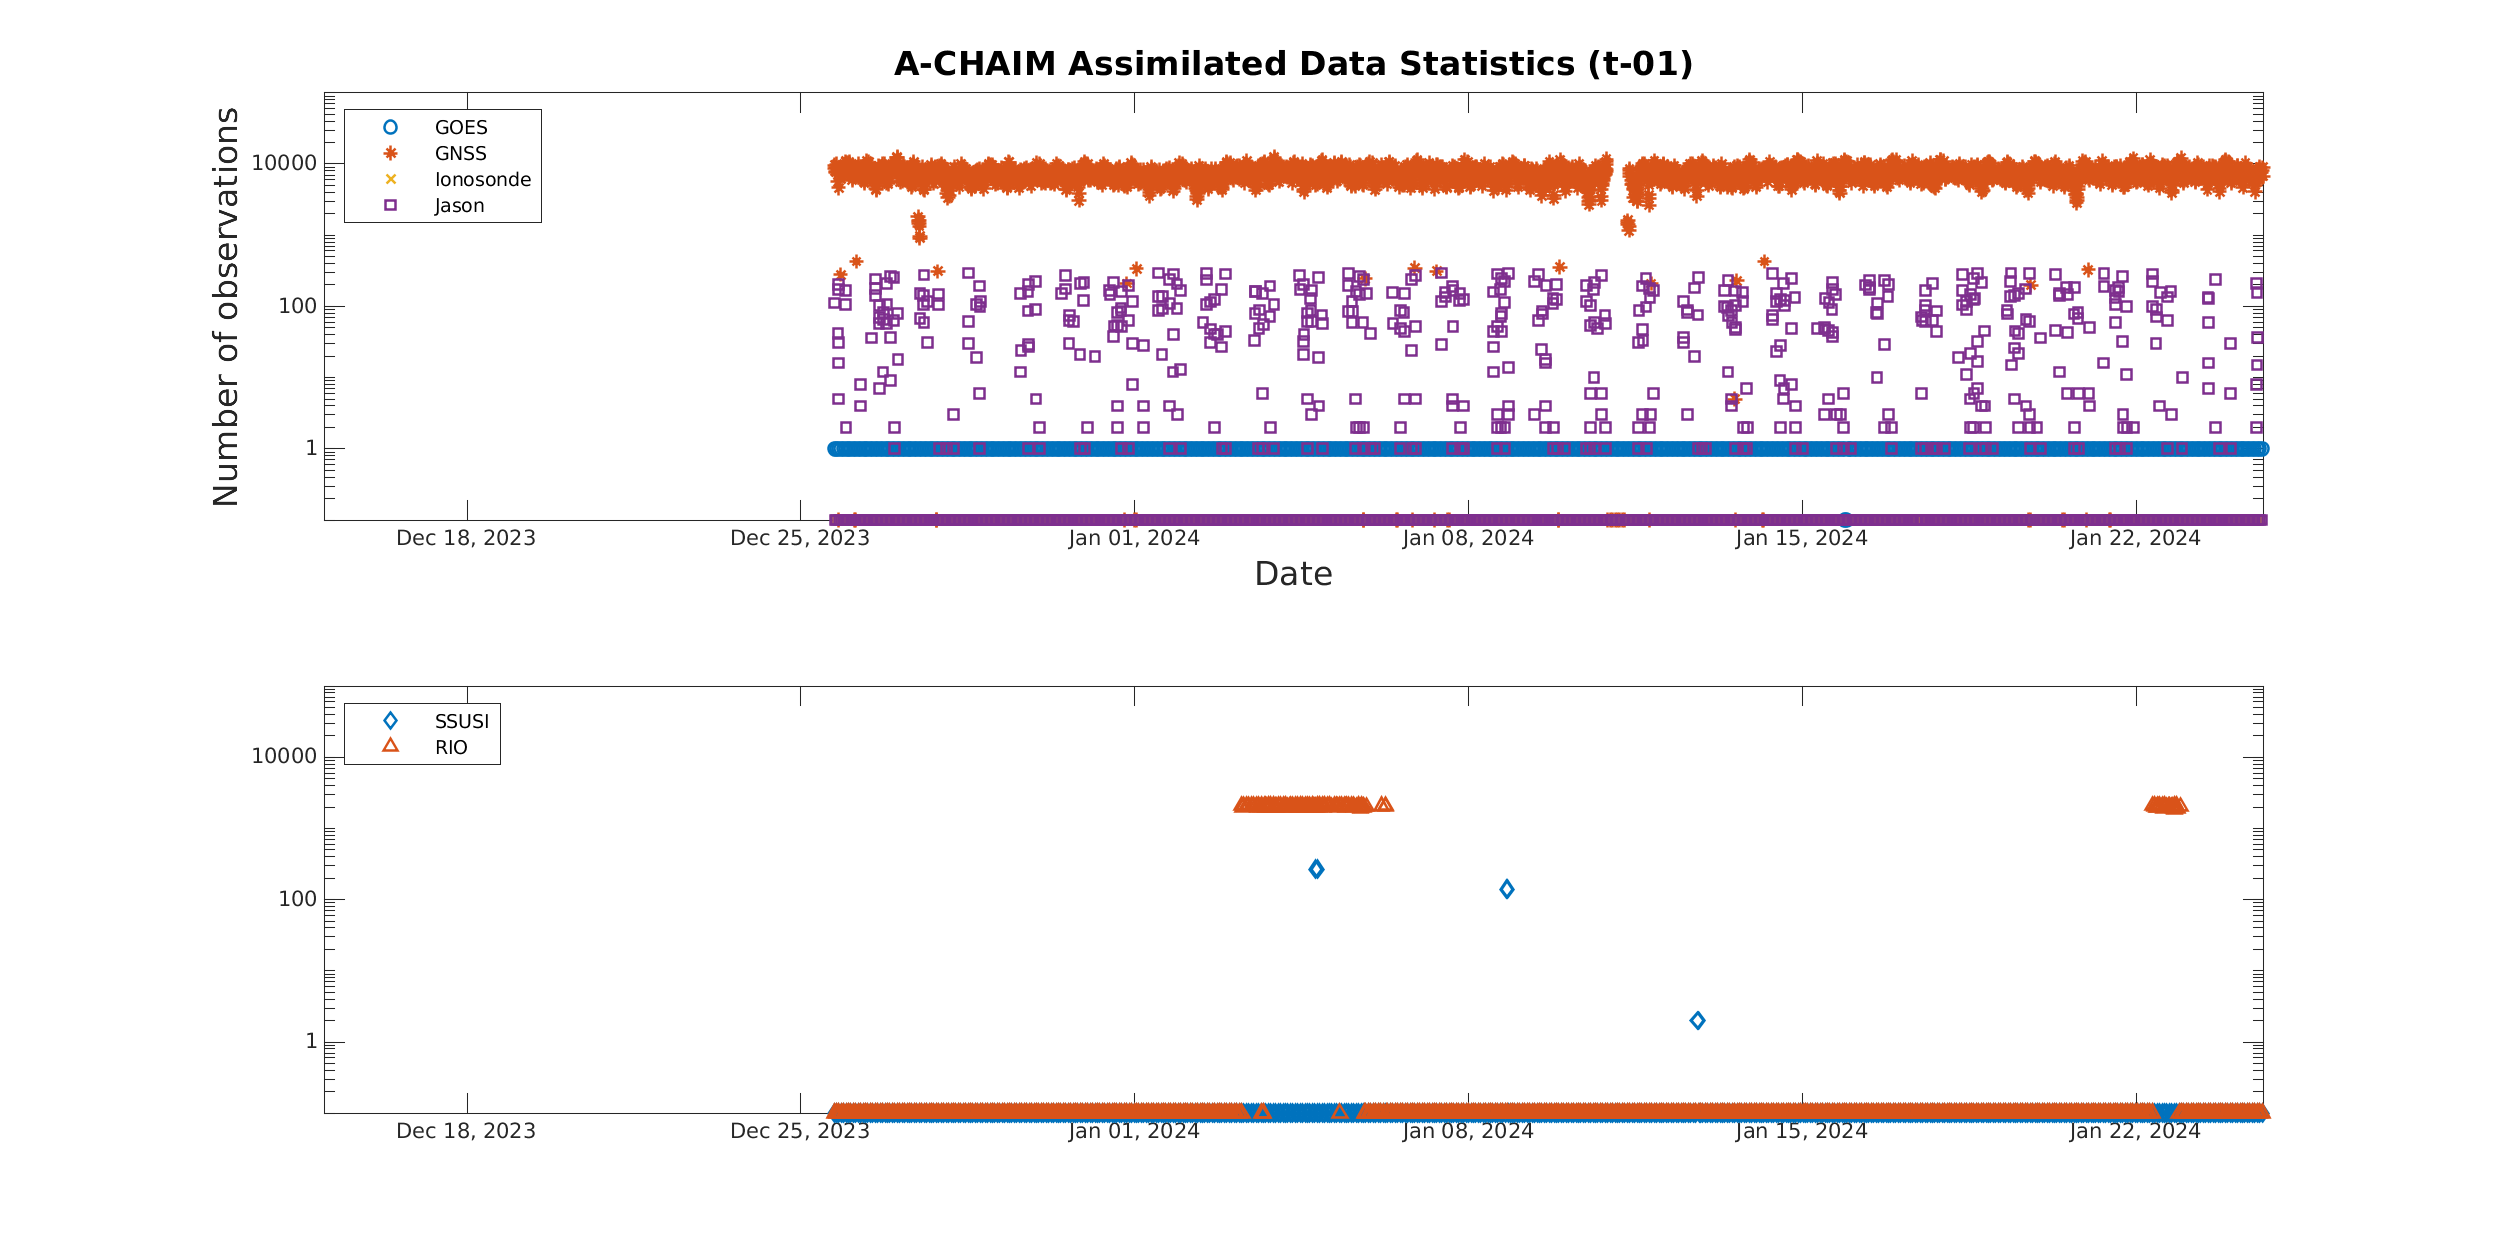 A-CHAIM Assimilated Data Statistics (t-01)
Number of observations
10000
100
1
GOES
GNSS
Ionosonde
Jason
Dec 18, 2023
Dec 25, 2023
Jan 01, 2024
Jan 08, 2024
Jan 15, 2024
Jan 22, 2024
Date
10000
100
1
SSUSI
RIO
Dec 18, 2023
Dec 25, 2023
Jan 01, 2024
Jan 08, 2024
Jan 15, 2024
Jan 22, 2024